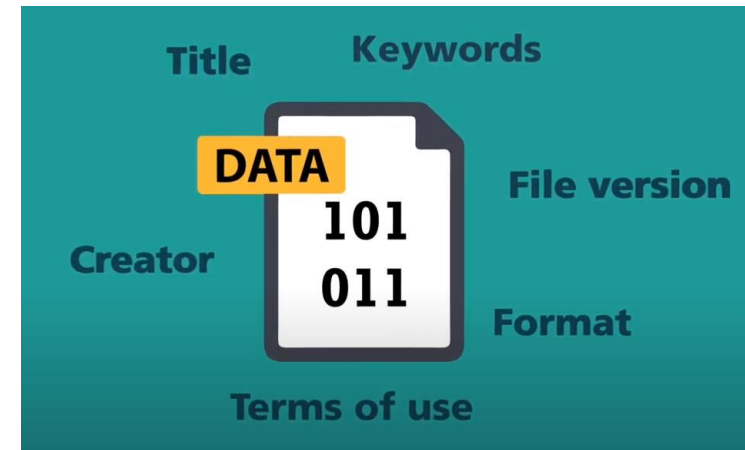 Title
Keywords
DATA
File version
101
011
Creator
Format
Terms of use